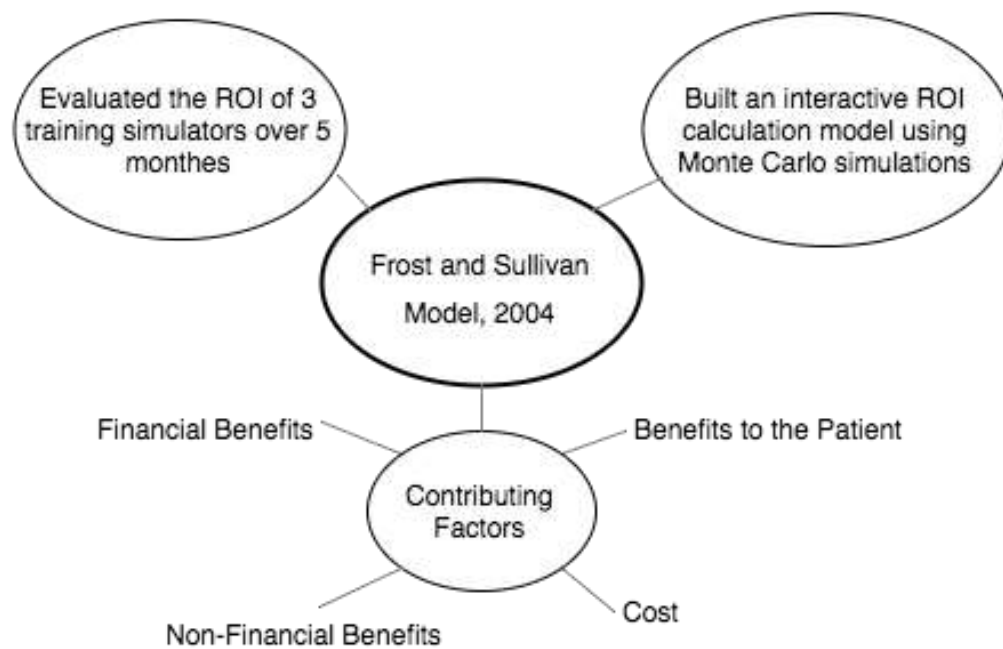 Evaluated the ROI of 3
training simulators over 5
monthes
Built an interactive ROI
calculation model using
Monte Carlo simulations
Frost and Sullivan
Model, 2004
Financial Benefits
Benefits to the Patient
Contributing
Factors
Cost
Non-Financial Benefits